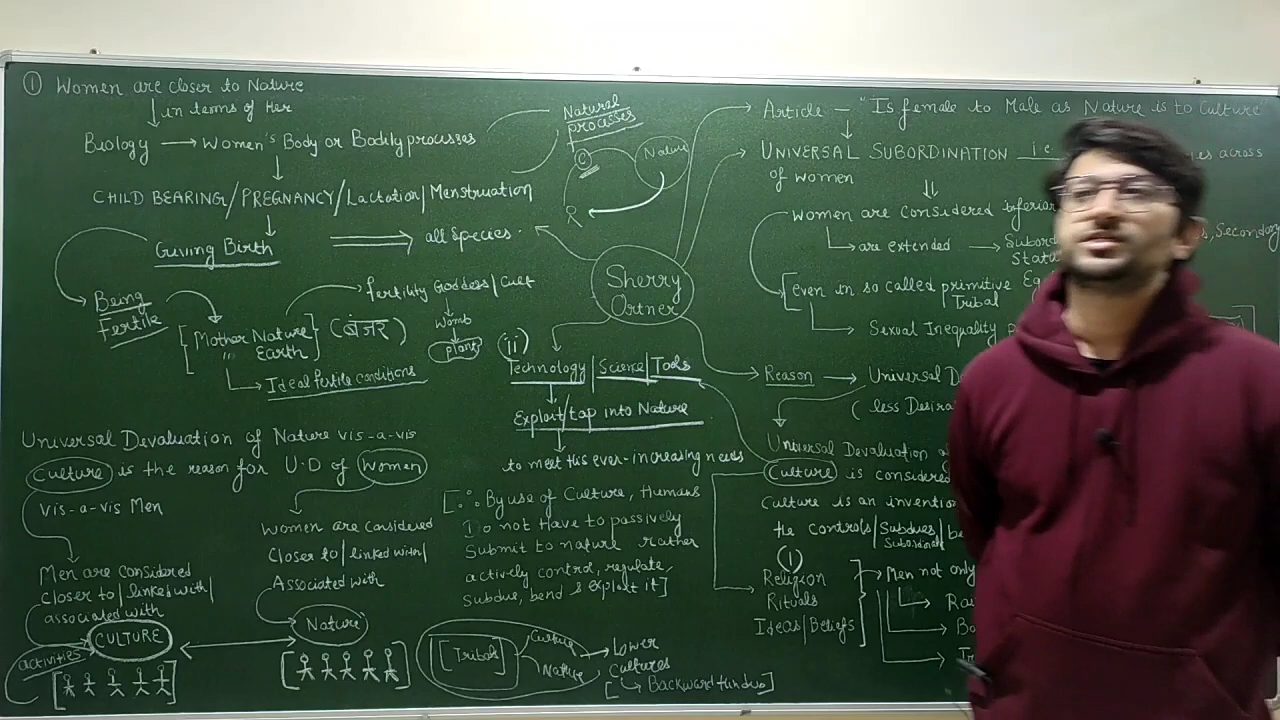 ① Women are closer to Nature
in terms of Her
Biology → Women's Body or Bodily processes
CHILD BEARING/PREGNANCY/Lactation/Menstruation
Giving Birth ⇒ all species.
Being Fertile
[Mother Nature
" Earth] (बंजर)
Ideal fertile conditions
fertility Goddess/Cult
Womb
plant
Natural processes
C
Nature
R
Universal Devaluation of Nature vis-a-vis
Culture is the reason for U.D of Women
vis-a-vis Men
Men are considered
closer to/linked with/
associated with
CULTURE
activities
Women are considered
closer to/linked with/
Associated with
Nature
Sherry Ortner
(ii)
Technology/Science/Tools
Exploit/tap into Nature
to meet his ever-increasing needs
[∵ By use of Culture, Humans
Do not Have to passively
submit to nature rather
actively control, regulate,
subdue, bend & exploit it]
[Tribals]
Culture
Nature
Lower
Cultures
[↳ Backward
Article — "Is female to Male as Nature is to Culture
UNIVERSAL SUBORDINATION i.e
of women
across
women are considered inferior
are extended → Subord
Secondary
Status
[even in so called primitive
Tribal
Sexual Inequality
Reason → Universal
(less
Universal Devaluation
Culture is considered
Culture is an
the controls/Subdues/
Subordinate
(i)
Religion
Rituals
Ideas/Beliefs
Men not only